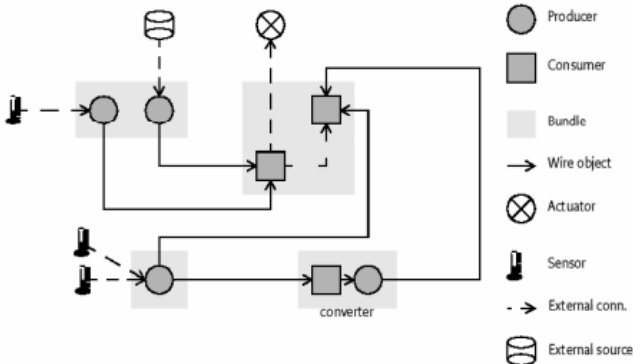 Producer
Consumer
Bundle
Wire object
Actuator
Sensor
External conn.
External source
converter